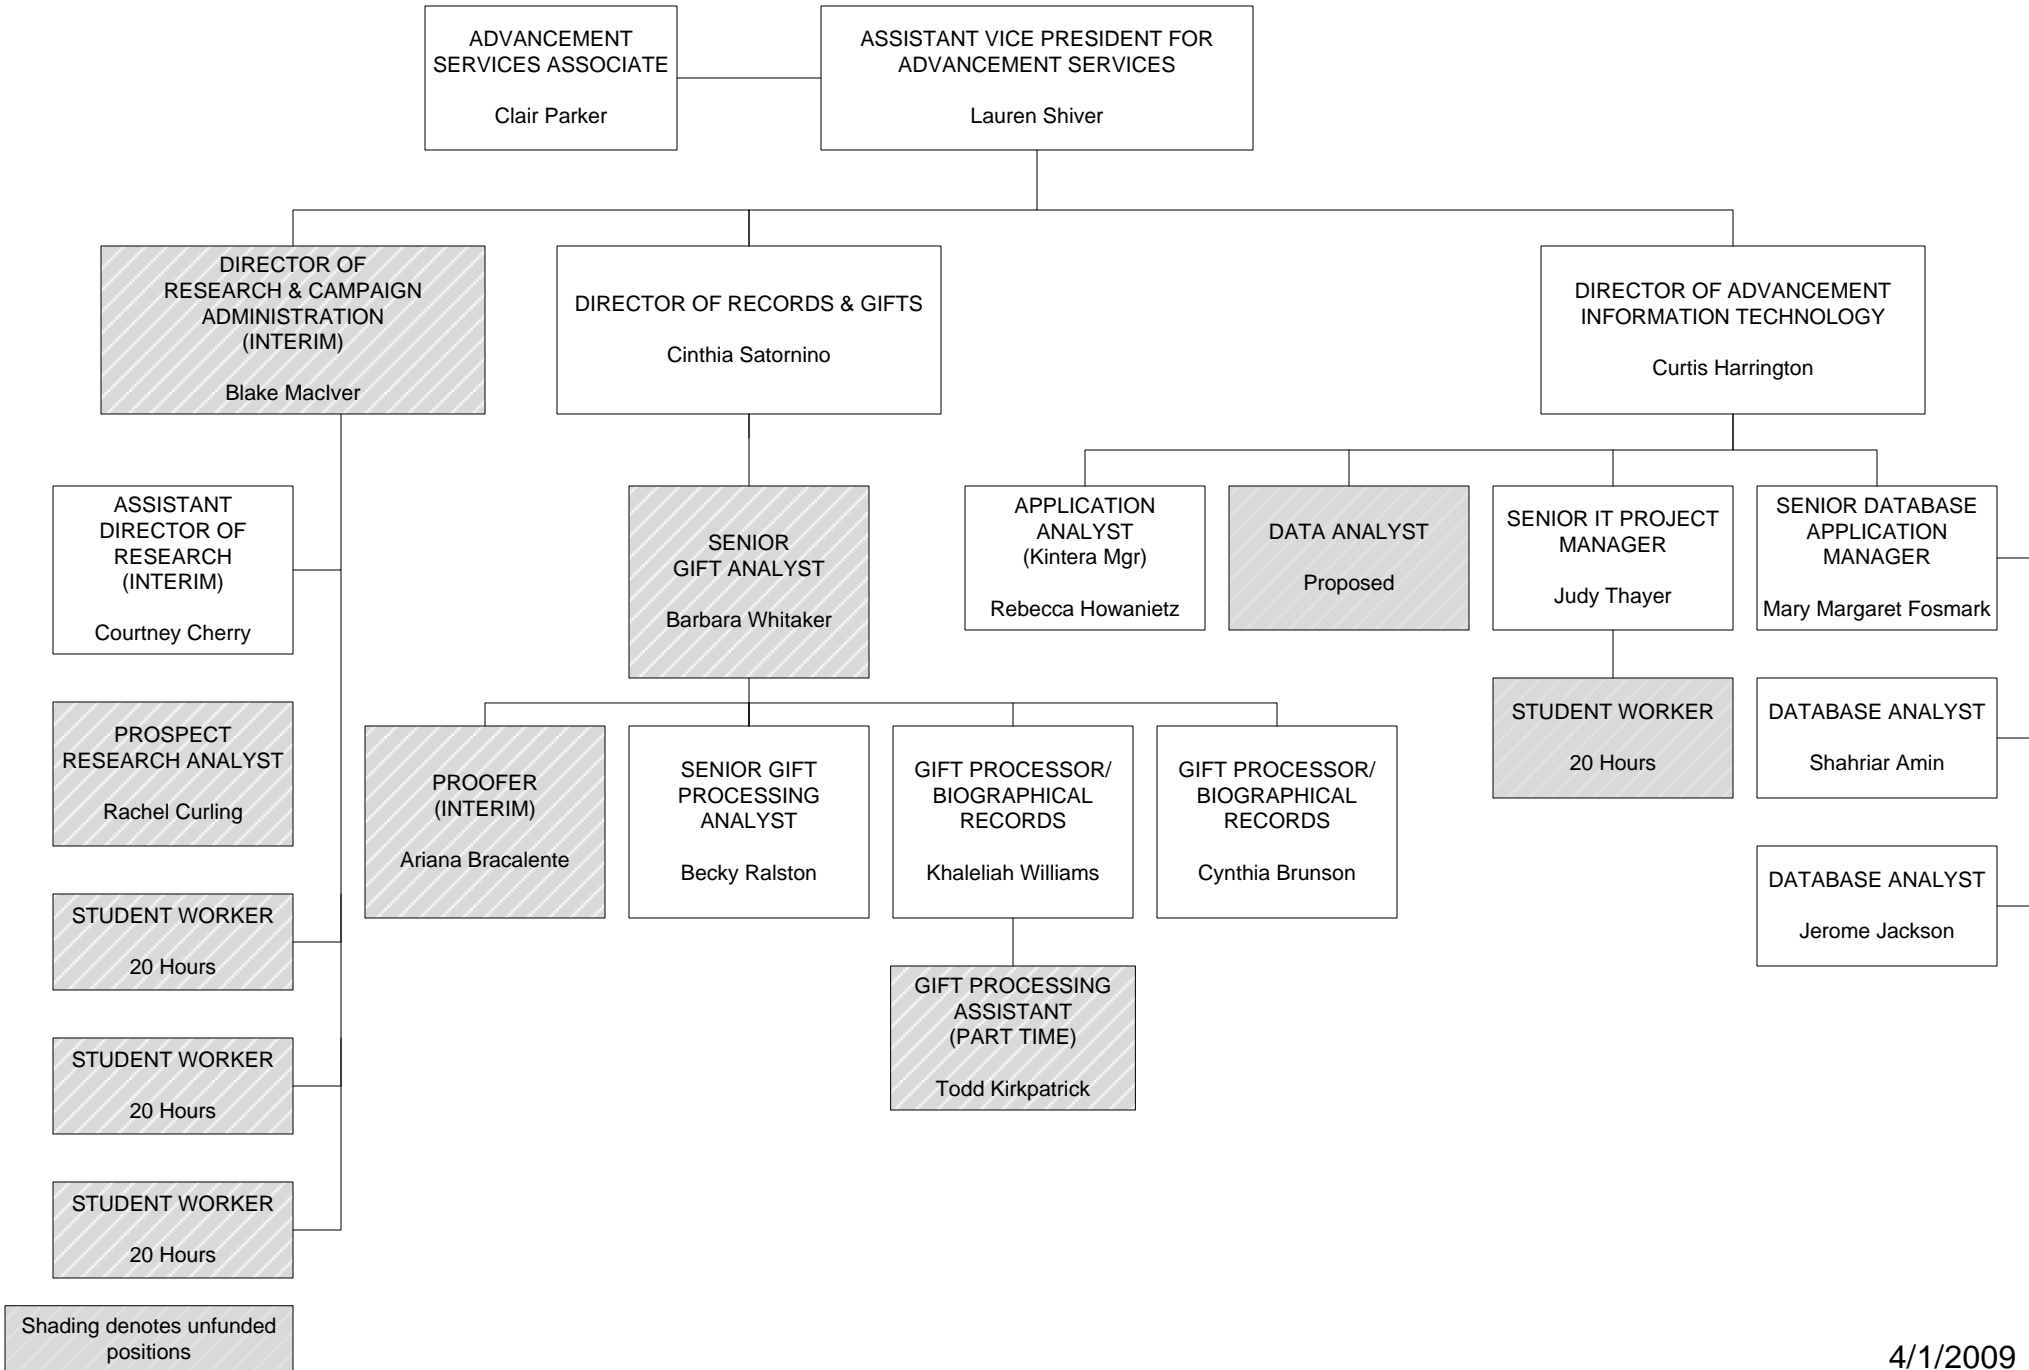 ADVANCEMENT
SERVICES ASSOCIATE
Clair Parker
ASSISTANT VICE PRESIDENT FOR
ADVANCEMENT SERVICES
Lauren Shiver
DIRECTOR OF
RESEARCH & CAMPAIGN
ADMINISTRATION
(INTERIM)
Blake MacIver
DIRECTOR OF RECORDS & GIFTS
Cinthia Satornino
DIRECTOR OF ADVANCEMENT
INFORMATION TECHNOLOGY
Curtis Harrington
ASSISTANT
DIRECTOR OF
RESEARCH
(INTERIM)
Courtney Cherry
SENIOR
GIFT ANALYST
Barbara Whitaker
APPLICATION
ANALYST
(Kintera Mgr)
Rebecca Howanietz
DATA ANALYST
Proposed
SENIOR IT PROJECT
MANAGER
Judy Thayer
SENIOR DATABASE
APPLICATION
MANAGER
Mary Margaret Fosmark
PROSPECT
RESEARCH ANALYST
Rachel Curling
PROOFER
(INTERIM)
Ariana Bracalente
SENIOR GIFT
PROCESSING
ANALYST
Becky Ralston
GIFT PROCESSOR/
BIOGRAPHICAL
RECORDS
Khaleliah Williams
GIFT PROCESSOR/
BIOGRAPHICAL
RECORDS
Cynthia Brunson
STUDENT WORKER
20 Hours
DATABASE ANALYST
Shahriar Amin
STUDENT WORKER
20 Hours
DATABASE ANALYST
Jerome Jackson
GIFT PROCESSING
ASSISTANT
(PART TIME)
Todd Kirkpatrick
STUDENT WORKER
20 Hours
STUDENT WORKER
20 Hours
Shading denotes unfunded
positions
4/1/2009